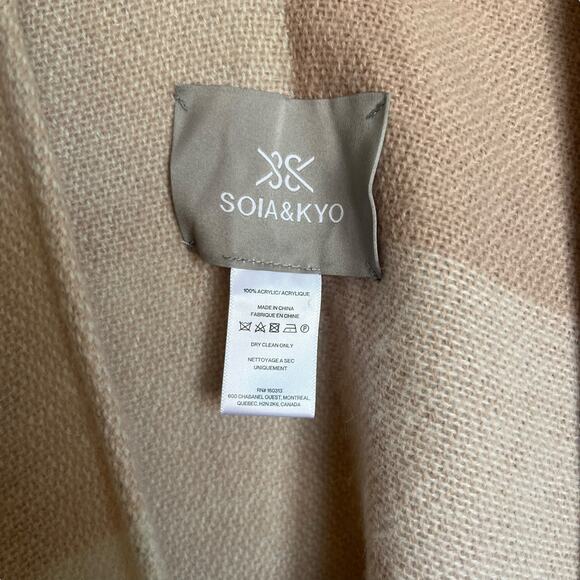 SOIA&KYO
100% ACRYLIC/ ACRYLIQUE
MADE IN CHINA
FABRIQUE EN CHINE
DRY CLEAN ONLY
NETTOYAGE A SEC
UNIQUEMENT
RN# 160313
600 CHABANEL OUEST, MONTREAL,
QUEBEC, H2N 2K6, CANADA